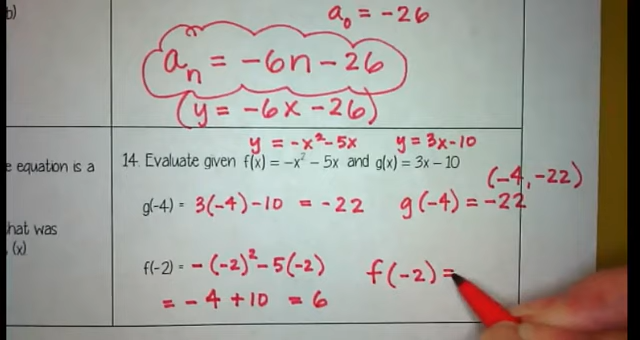 b)
a₀ = -26
aₙ = -6n - 26
(y = -6x - 26)
y = -x²-5x y = 3x-10
e equation is a
14. Evaluate given f(x) = -x² - 5x and g(x) = 3x - 10
(-4,-22)
g(-4) = 3(-4)-10 = -22 g(-4) = -22
hat was
(x)
f(-2) = -(-2)²-5(-2) f(-2) =
= -4 +10 = 6